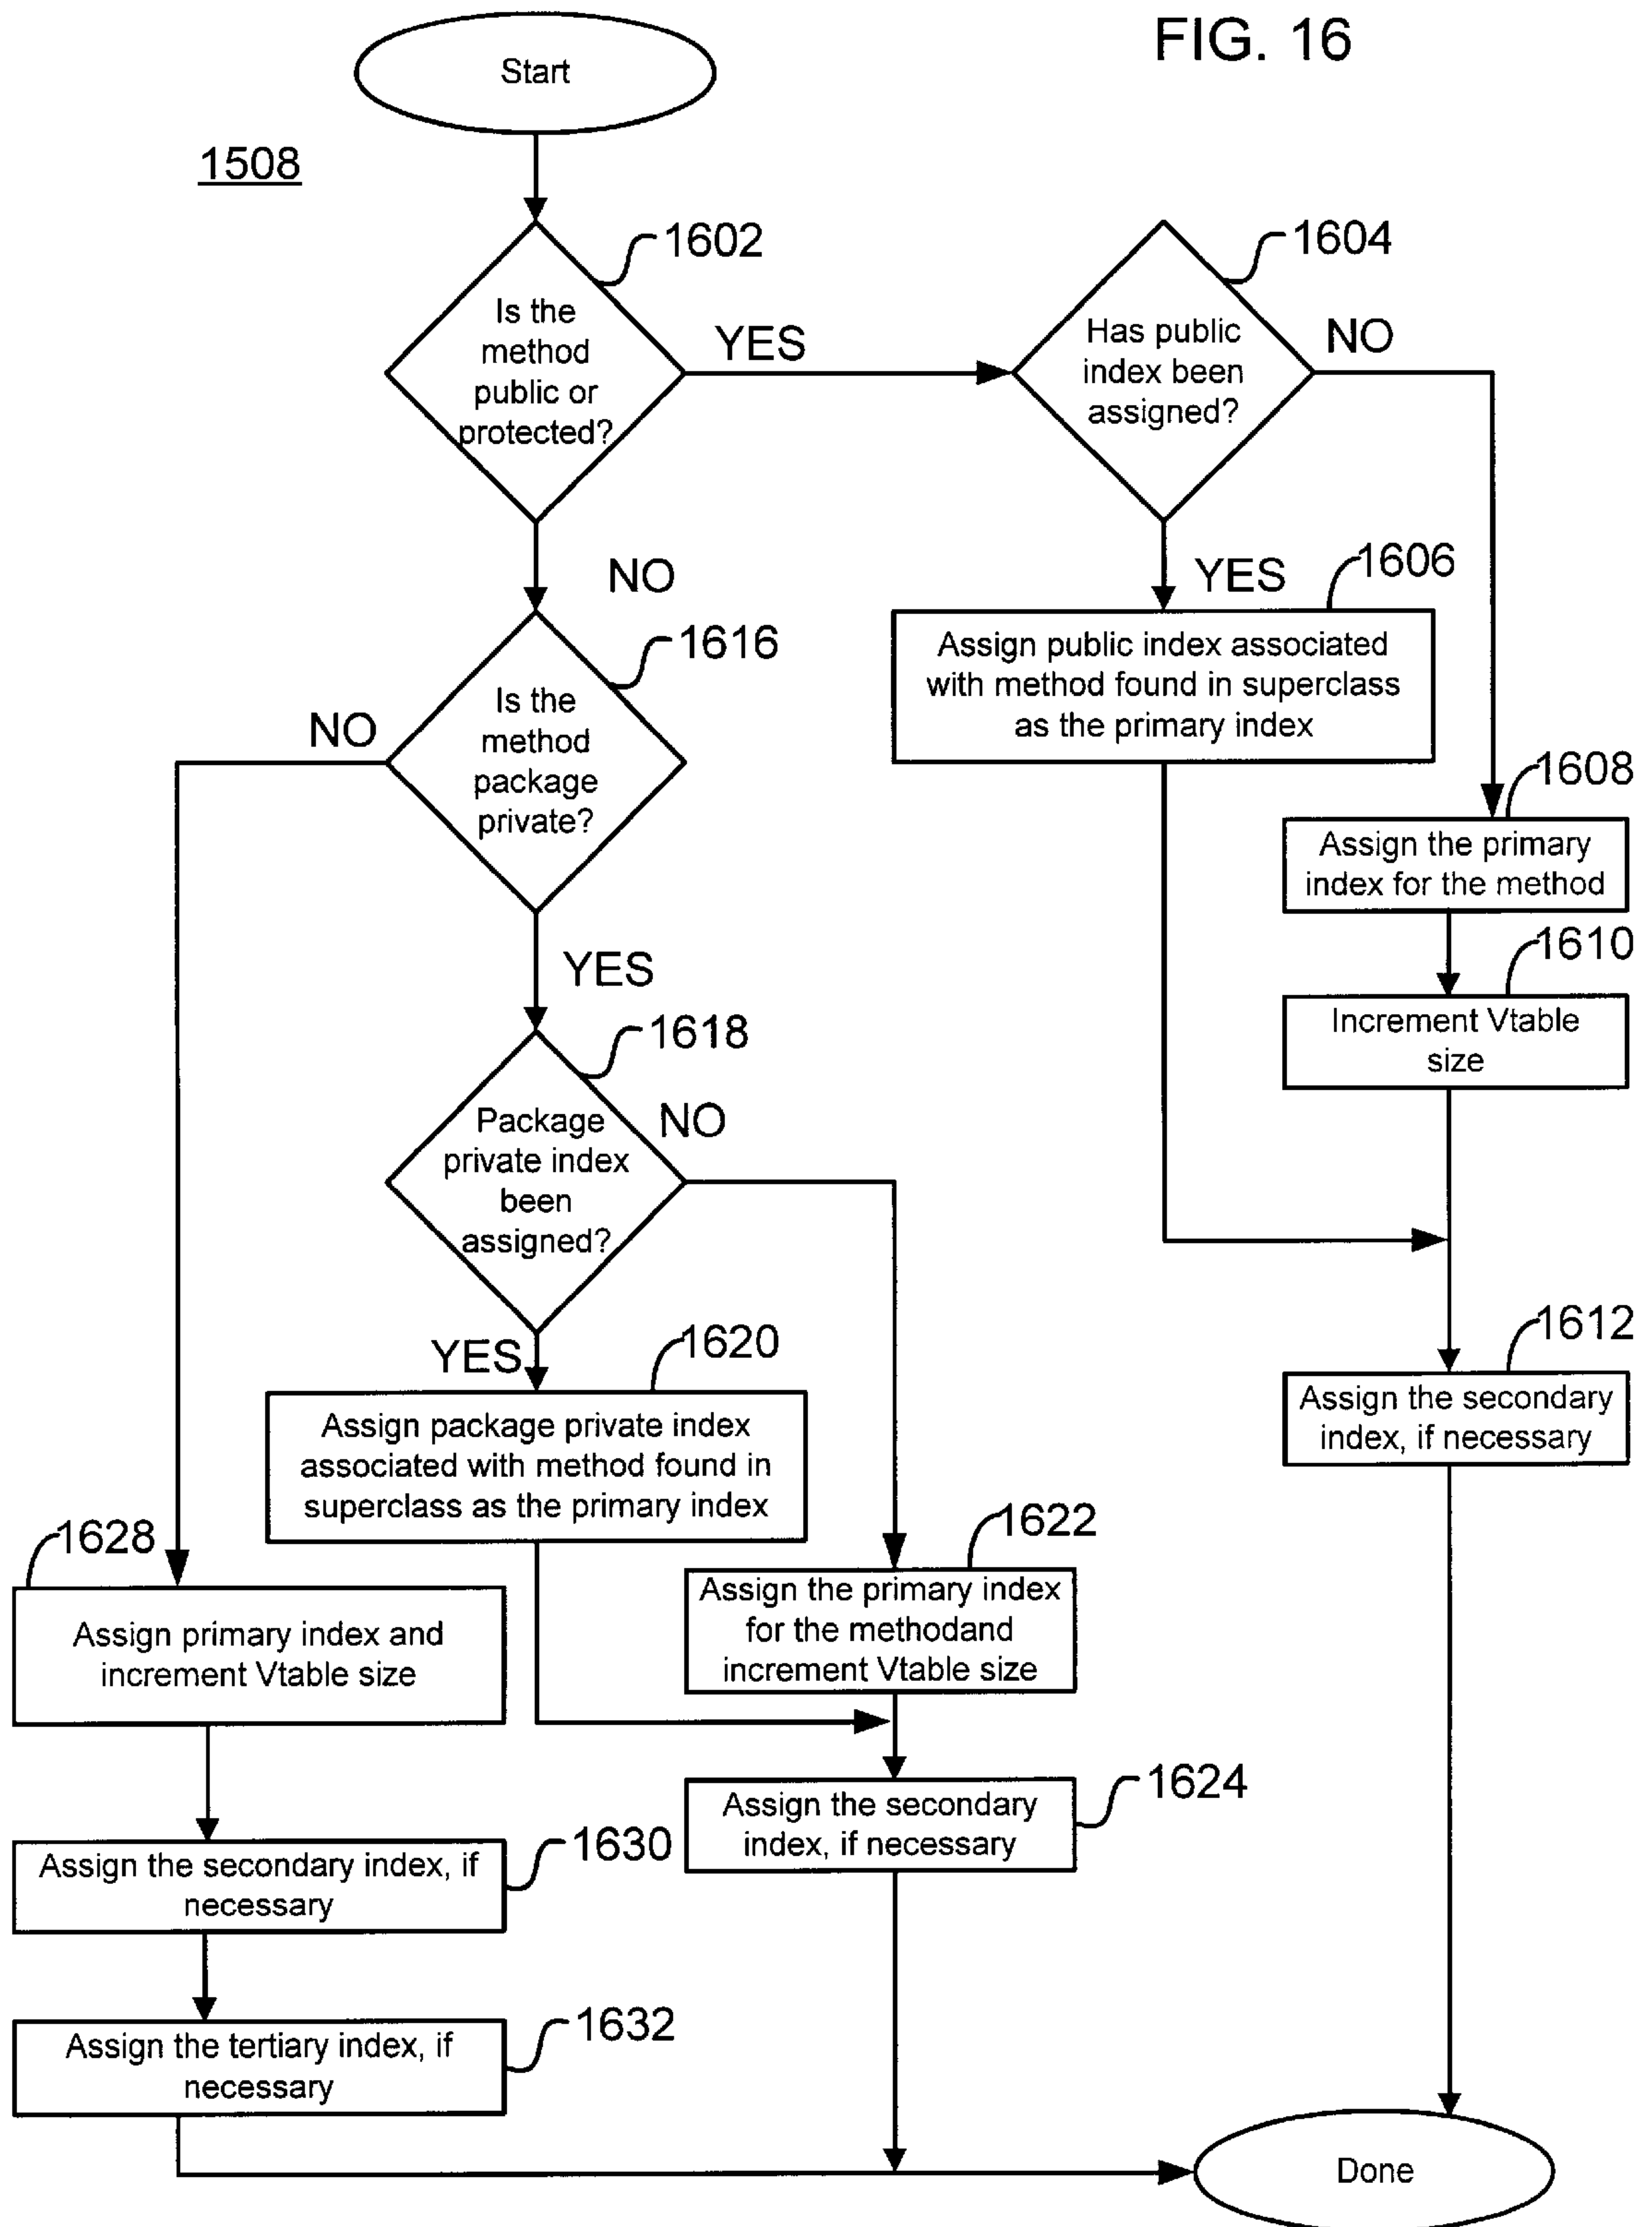 FIG. 16
Start
1508
1602
Is the
method
public or
protected?
YES
1604
Has public
index been
assigned?
NO
NO
YES
1606
Assign public index associated
with method found in superclass
as the primary index
1616
Is the
method
package
private?
NO
1608
Assign the primary
index for the method
1610
Increment Vtable
size
YES
1618
Package
private index
been
assigned?
NO
1612
Assign the secondary
index, if necessary
YES
1620
Assign package private index
associated with method found in
superclass as the primary index
1628
Assign primary index and
increment Vtable size
1622
Assign the primary index
for the methodand
increment Vtable size
1624
Assign the secondary
index, if necessary
1630
Assign the secondary index, if
necessary
1632
Assign the tertiary index, if
necessary
Done